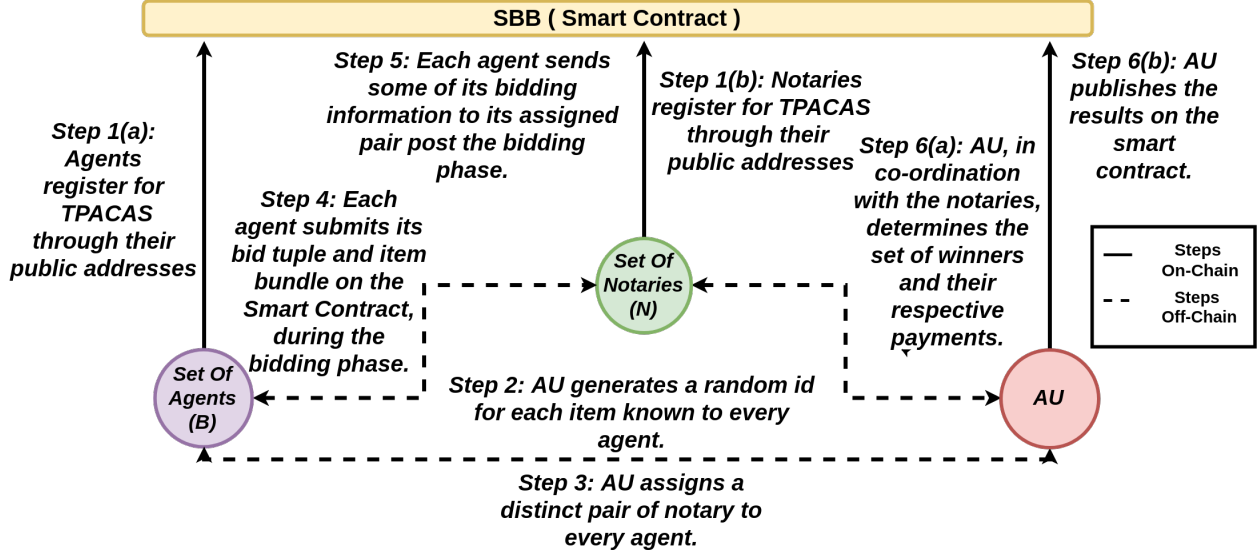 SBB ( Smart Contract )
Step 1(a):
Agents
register for
TPACAS
through their
public addresses
Step 5: Each agent sends
some of its bidding
information to its assigned
pair post the bidding
phase.
Step 1(b): Notaries
register for TPACAS
through their
public addresses
Step 6(b): AU
publishes the
results on the
smart
contract.
Step 4: Each
agent submits its
bid tuple and item
bundle on the
Smart Contract,
during the
bidding phase.
Step 6(a): AU, in
co-ordination
with the notaries,
determines the
set of winners
and their
respective
payments.
Set Of
Notaries
(N)
Steps
On-Chain
Steps
Off-Chain
Set Of
Agents
(B)
Step 2: AU generates a random id
for each item known to every
agent.
AU
Step 3: AU assigns a
distinct pair of notary to
every agent.